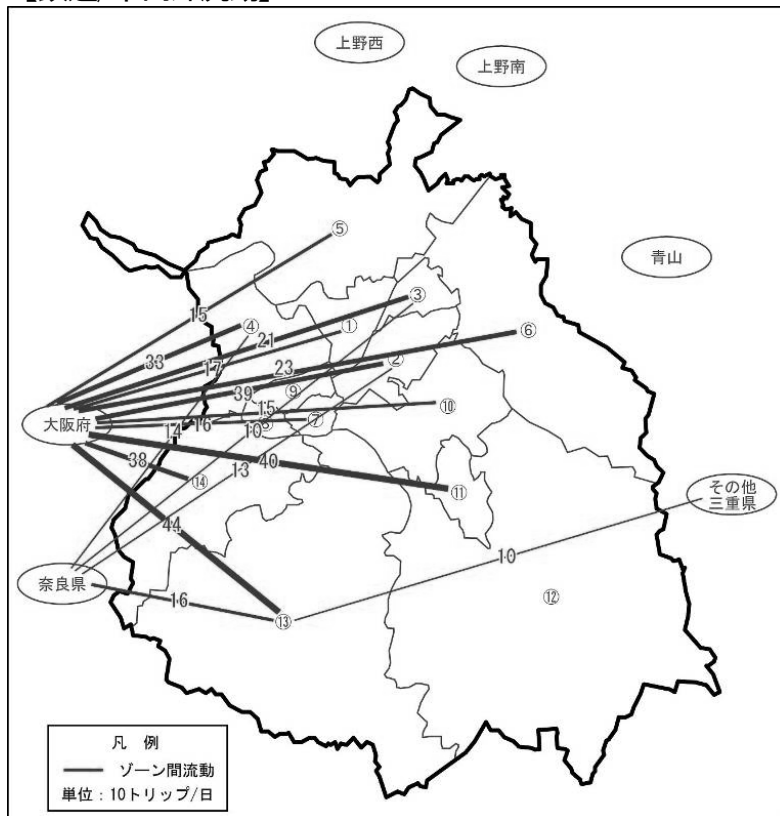 上野西
上野南
⑤
青山
③
④
①
15
21
⑥
33
17
23
②
39
⑨
大阪府
15
⑩
14
16
10
⑦
13
40
38
⑭
⑪
その他
三重県
44
10
奈良県
16
⑫
⑬
凡 例
ゾーン間流動
単位：10トリップ/日